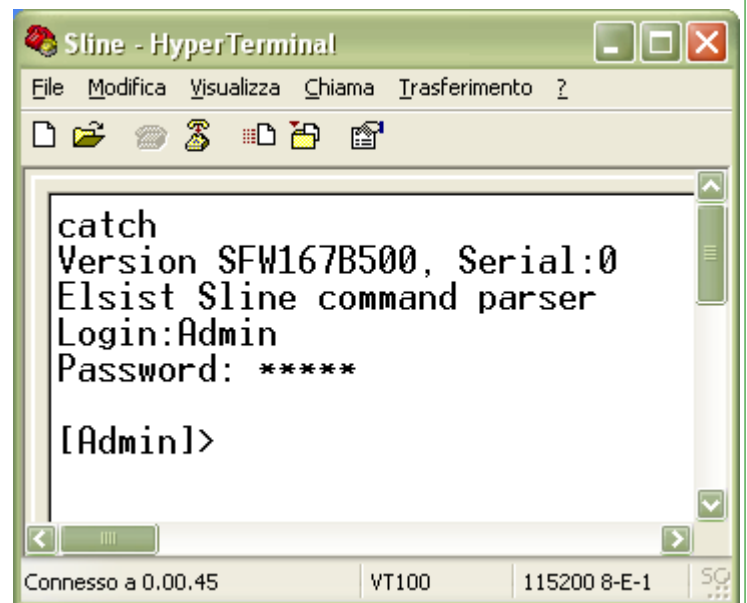 Sline - HyperTerminal
File Modifica Visualizza Chiama Trasferimento ?
catch
Version SFW167B500, Serial:0
Elsist Sline command parser
Login:Admin
Password: *****
[Admin]>
Connesso a 0.00.45 VT100 115200 8-E-1